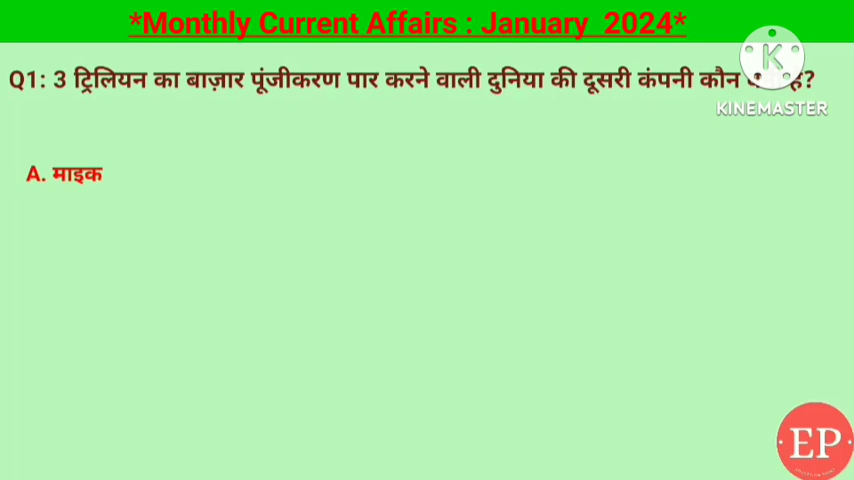 *Monthly Current Affairs : January 2024*
Q1: 3 ट्रिलियन का बाज़ार पूंजीकरण पार करने वाली दुनिया की दूसरी कंपनी कौन है?
KINEMASTER
A. माइक
EP